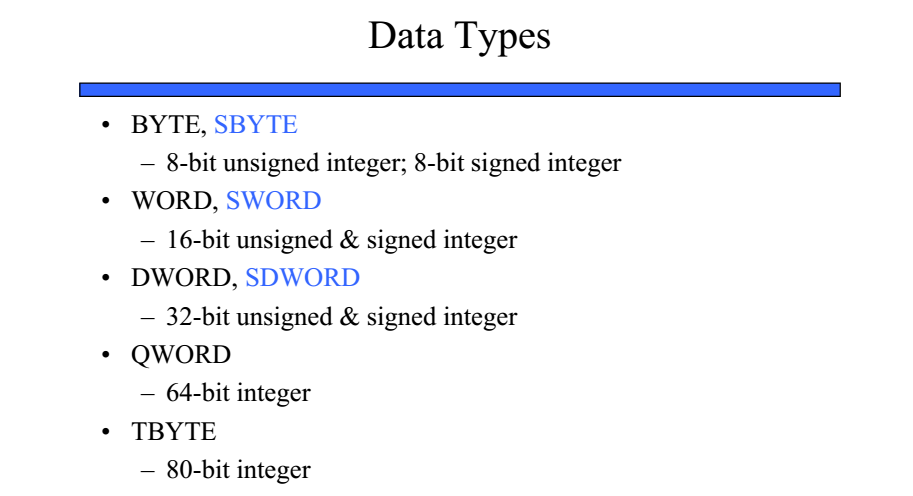 Data Types
• BYTE, SBYTE
– 8-bit unsigned integer; 8-bit signed integer
• WORD, SWORD
– 16-bit unsigned & signed integer
• DWORD, SDWORD
– 32-bit unsigned & signed integer
• QWORD
– 64-bit integer
• TBYTE
– 80-bit integer